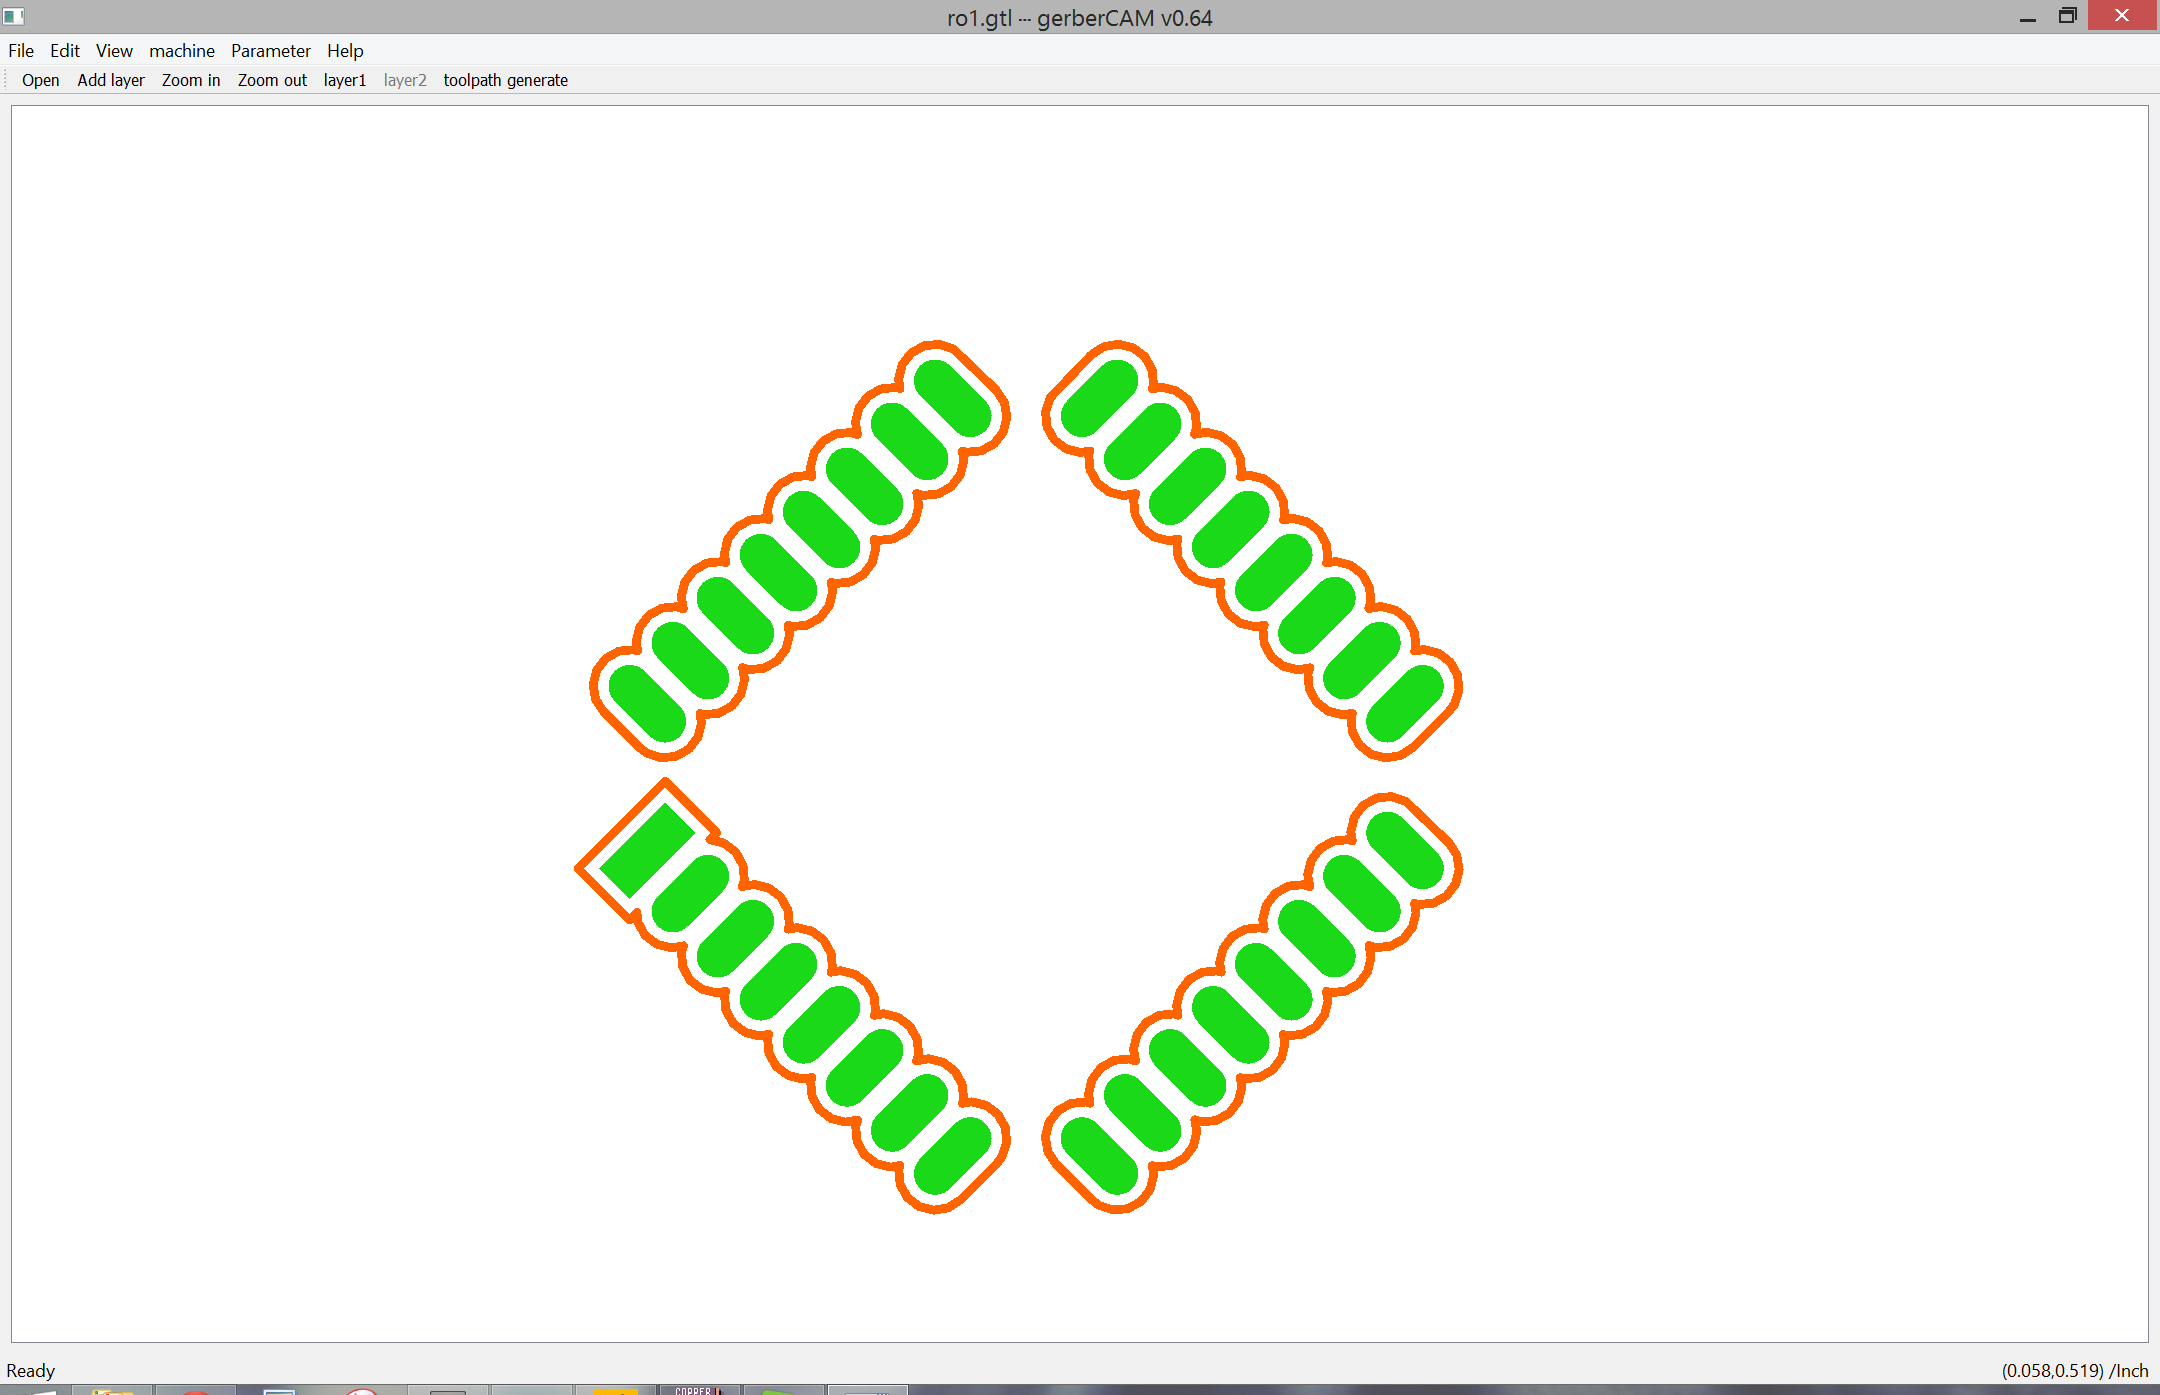 ro1.gtl --- gerberCAM v0.64
File Edit View machine Parameter Help
Open Add layer Zoom in Zoom out layer1 layer2 toolpath generate
Ready (0.058,0.519) /Inch
COPPER